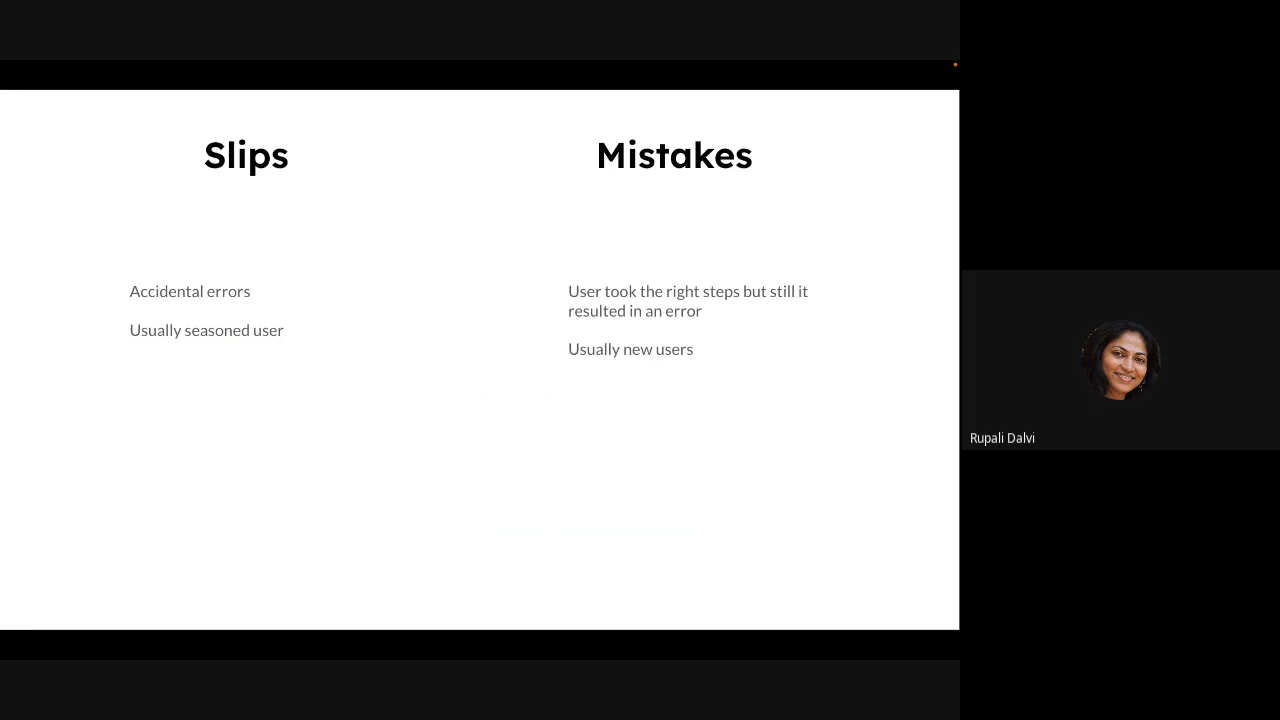 Slips
Mistakes
Accidental errors
Usually seasoned user
User took the right steps but still it
resulted in an error
Usually new users
Rupali Dalvi